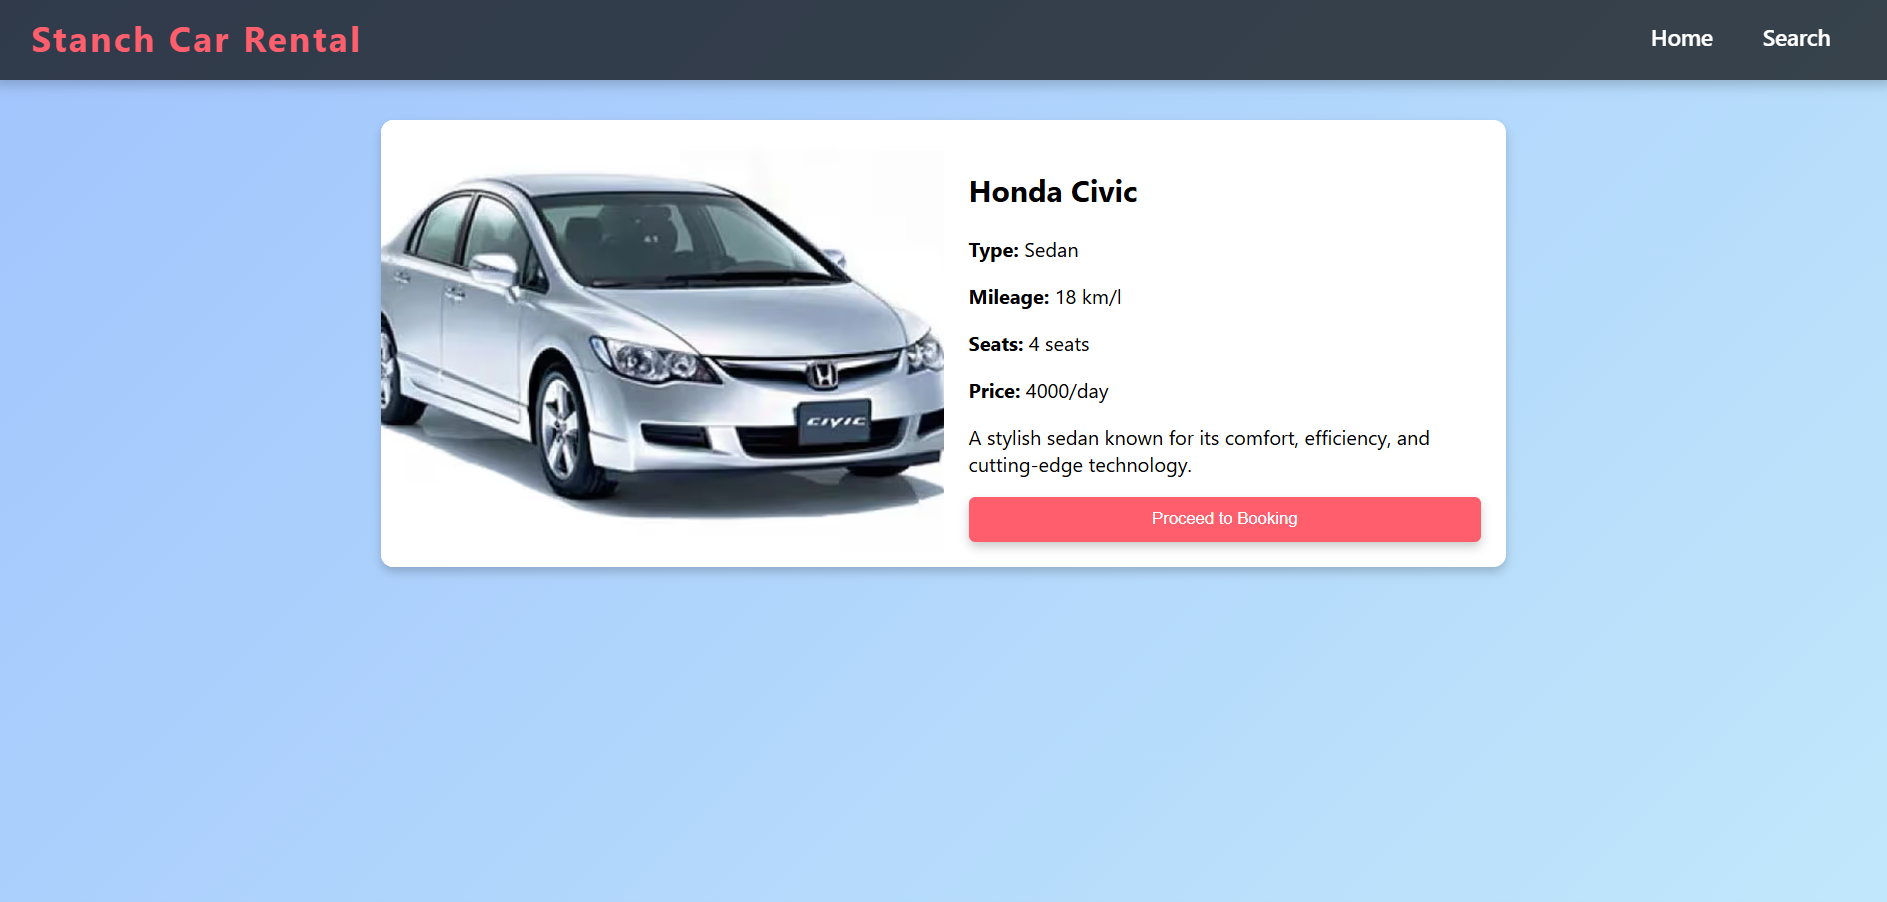 Stanch Car Rental
Home
Search
Honda Civic
Type: Sedan
Mileage: 18 km/l
Seats: 4 seats
Price: 4000/day
A stylish sedan known for its comfort, efficiency, and
cutting-edge technology.
Proceed to Booking
CIVIC